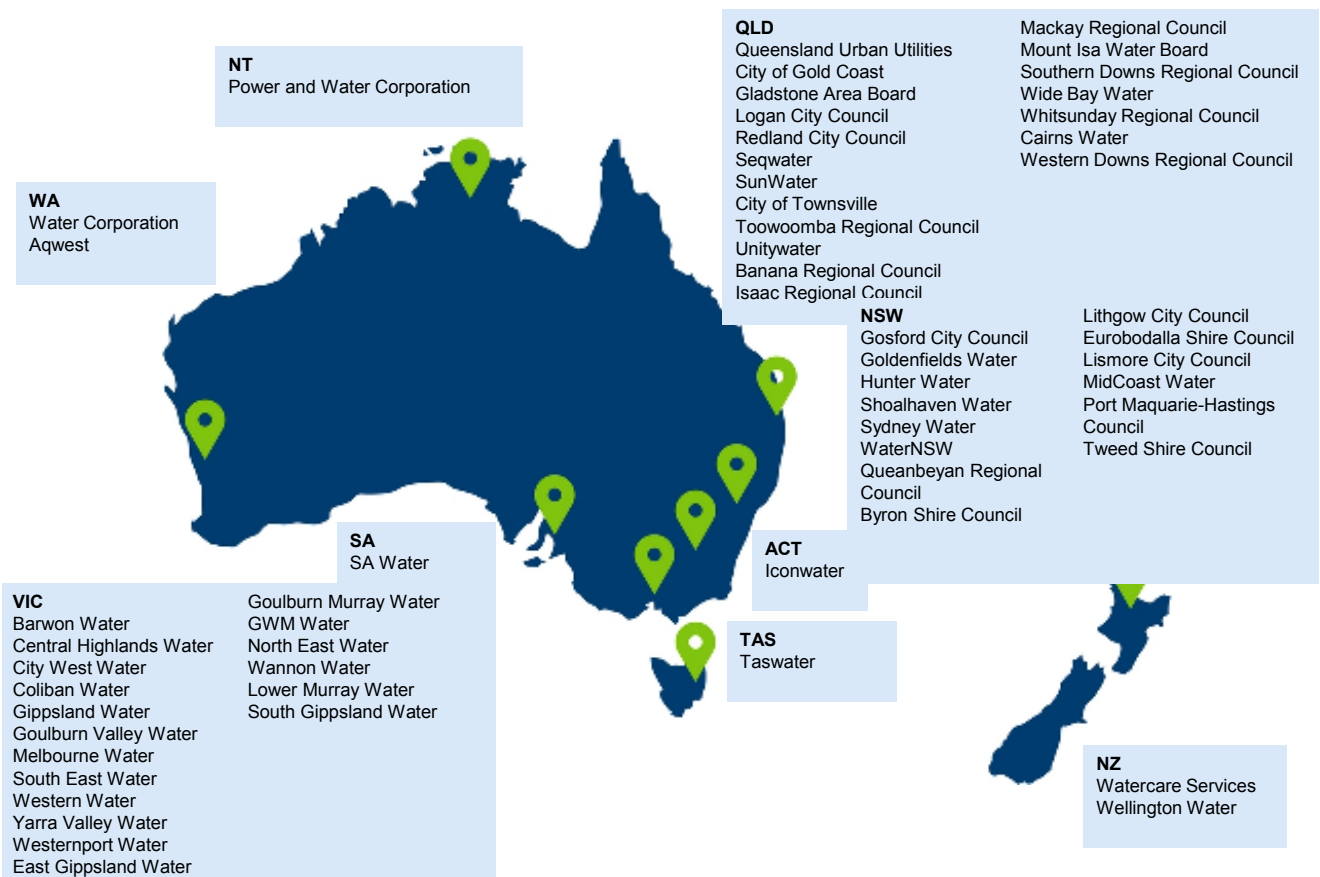 NT
Power and Water Corporation
WA
Water Corporation
Aqwest
QLD
Queensland Urban Utilities
City of Gold Coast
Gladstone Area Board
Logan City Council
Redland City Council
Seqwater
SunWater
City of Townsville
Toowoomba Regional Council
Unitywater
Banana Regional Council
Isaac Regional Council
Mackay Regional Council
Mount Isa Water Board
Southern Downs Regional Council
Wide Bay Water
Whitsunday Regional Council
Cairns Water
Western Downs Regional Council
NSW
Gosford City Council
Goldenfields Water
Hunter Water
Shoalhaven Water
Sydney Water
WaterNSW
Queanbeyan Regional
Council
Byron Shire Council
Lithgow City Council
Eurobodalla Shire Council
Lismore City Council
MidCoast Water
Port Maquarie-Hastings
Council
Tweed Shire Council
SA
SA Water
ACT
Iconwater
VIC
Barwon Water
Central Highlands Water
City West Water
Coliban Water
Gippsland Water
Goulburn Valley Water
Melbourne Water
South East Water
Western Water
Yarra Valley Water
Westernport Water
East Gippsland Water
Goulburn Murray Water
GWM Water
North East Water
Wannon Water
Lower Murray Water
South Gippsland Water
TAS
Taswater
NZ
Watercare Services
Wellington Water